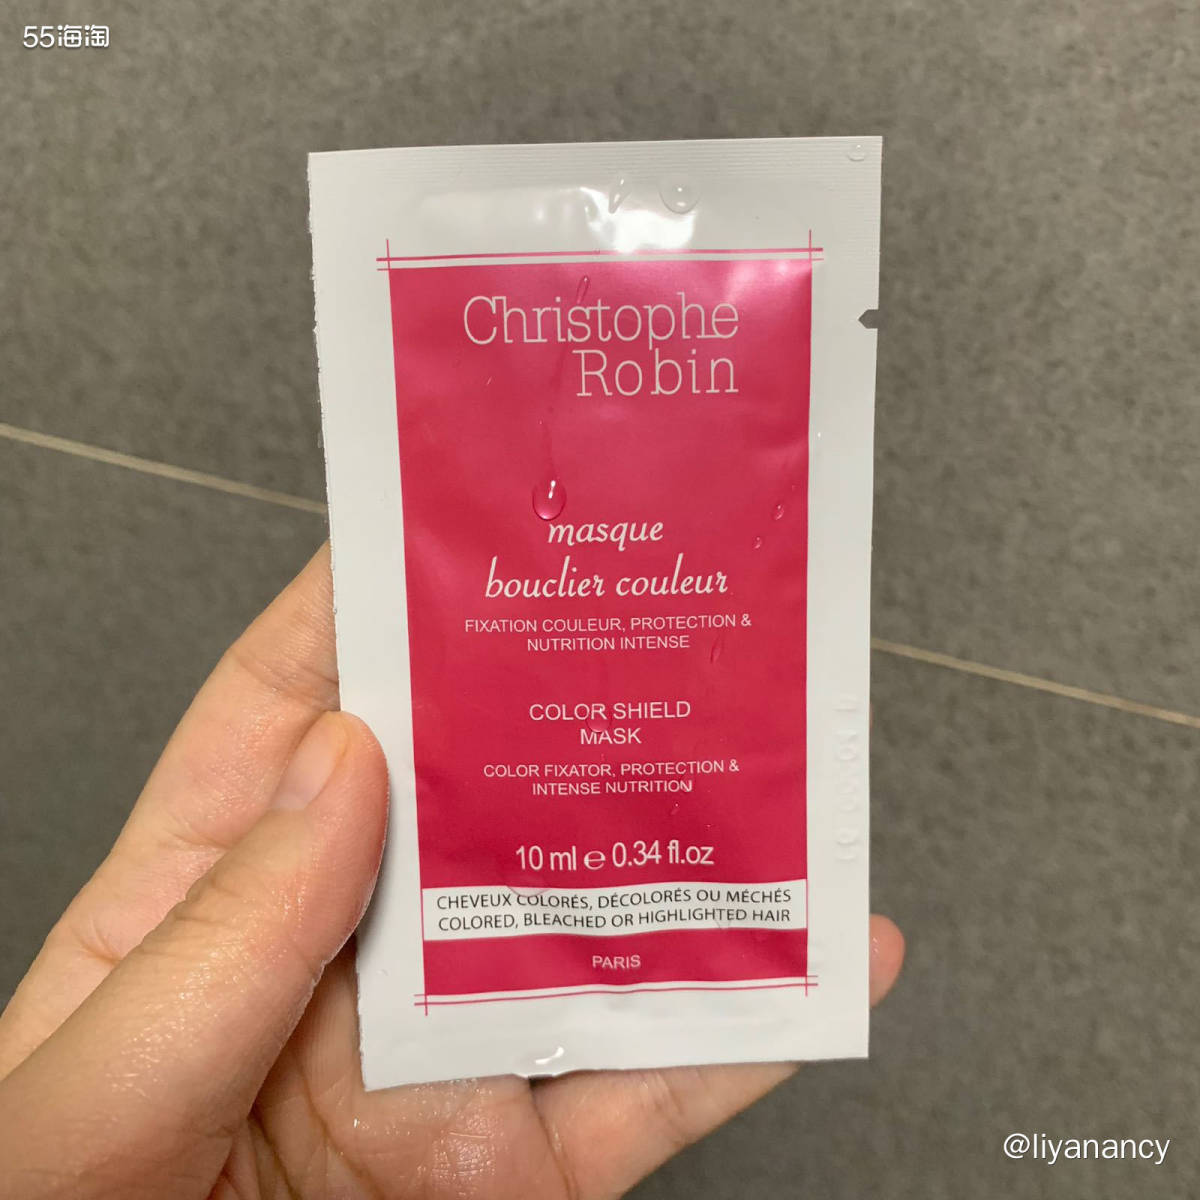 55海淘
Christophe
Robin
masque
bouclier couleur
FIXATION COULEUR, PROTECTION &
NUTRITION INTENSE
COLOR SHIELD
MASK
COLOR FIXATOR, PROTECTION &
INTENSE NUTRITION
10 ml e 0.34 fl.oz
CHEVEUX COLORÉS, DÉCOLORÉS OU MÉCHÉS
COLORED, BLEACHED OR HIGHLIGHTED HAIR
PARIS
@liyanancy